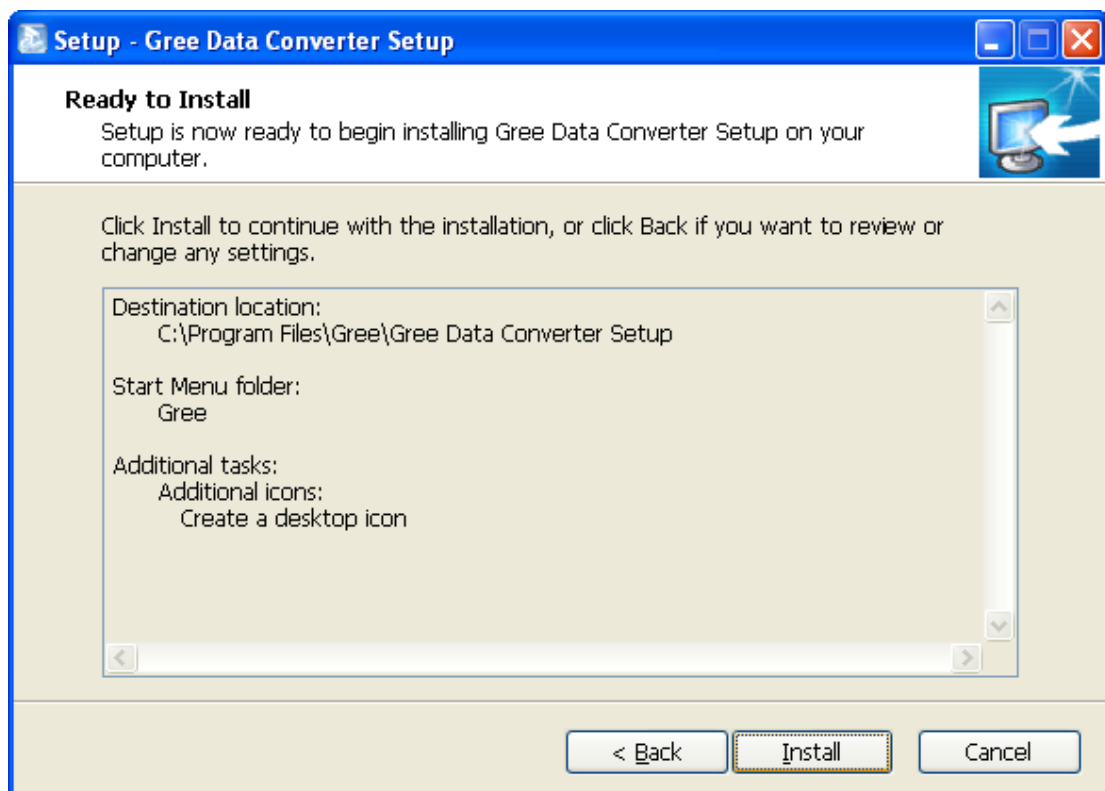 Setup - Gree Data Converter Setup
Ready to Install
Setup is now ready to begin installing Gree Data Converter Setup on your
computer.
Click Install to continue with the installation, or click Back if you want to review or
change any settings.
Destination location:
C:\Program Files\Gree\Gree Data Converter Setup
Start Menu folder:
Gree
Additional tasks:
Additional icons:
Create a desktop icon
< Back
Install
Cancel